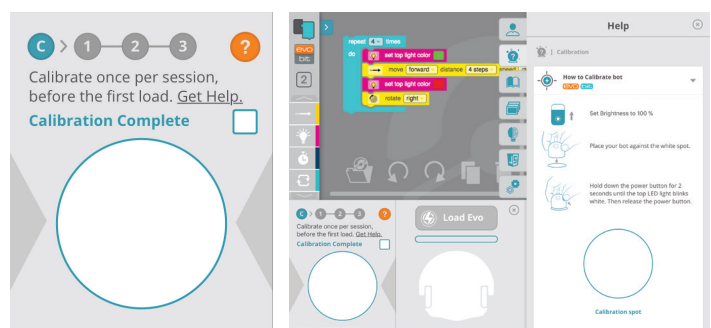 C > 1 2 3 ?
Calibrate once per session,
before the first load. Get Help.
Calibration Complete
evo
bit
2
repeat 4 times
do
set top light color
move forward distance 4 steps
set top light color
rotate right
C > 1 2 3 ?
Calibrate once per session,
before the first load. Get Help.
Calibration Complete
Load Evo
Help
Calibration
How to Calibrate bot
evo bit
Set Brightness to 100 %
Place your bot against the white spot.
Hold down the power button for 2
seconds until the top LED light blinks
white. Then release the power button.
Calibration spot